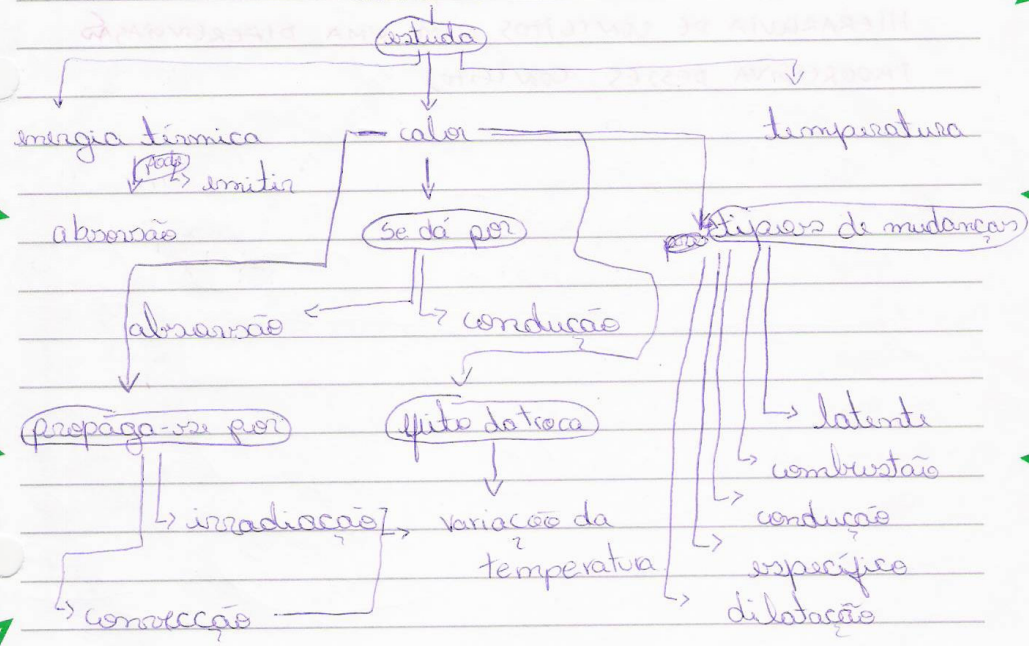 estuda
energia térmica
calor
temperatura
pode
emitir
absorsão
Se dá por
tipos de mudanças
absorsão
condução
propaga-se por
efeito da troca
latente
combustão
irradiação
variação da
temperatura
condução
específico
convecção
dilatação